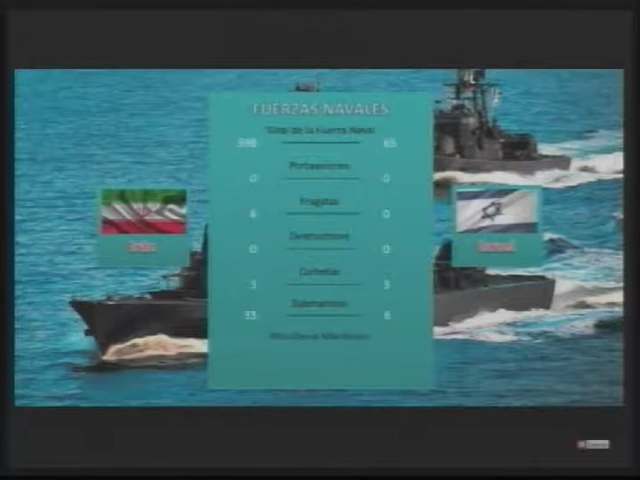 FUERZAS NAVALES
Total de la Fuerza Naval
398 65
Portaaviones
0 0
Fragatas
6 0
Destructores
0 0
Corbetas
3 3
Submarinos
33 6